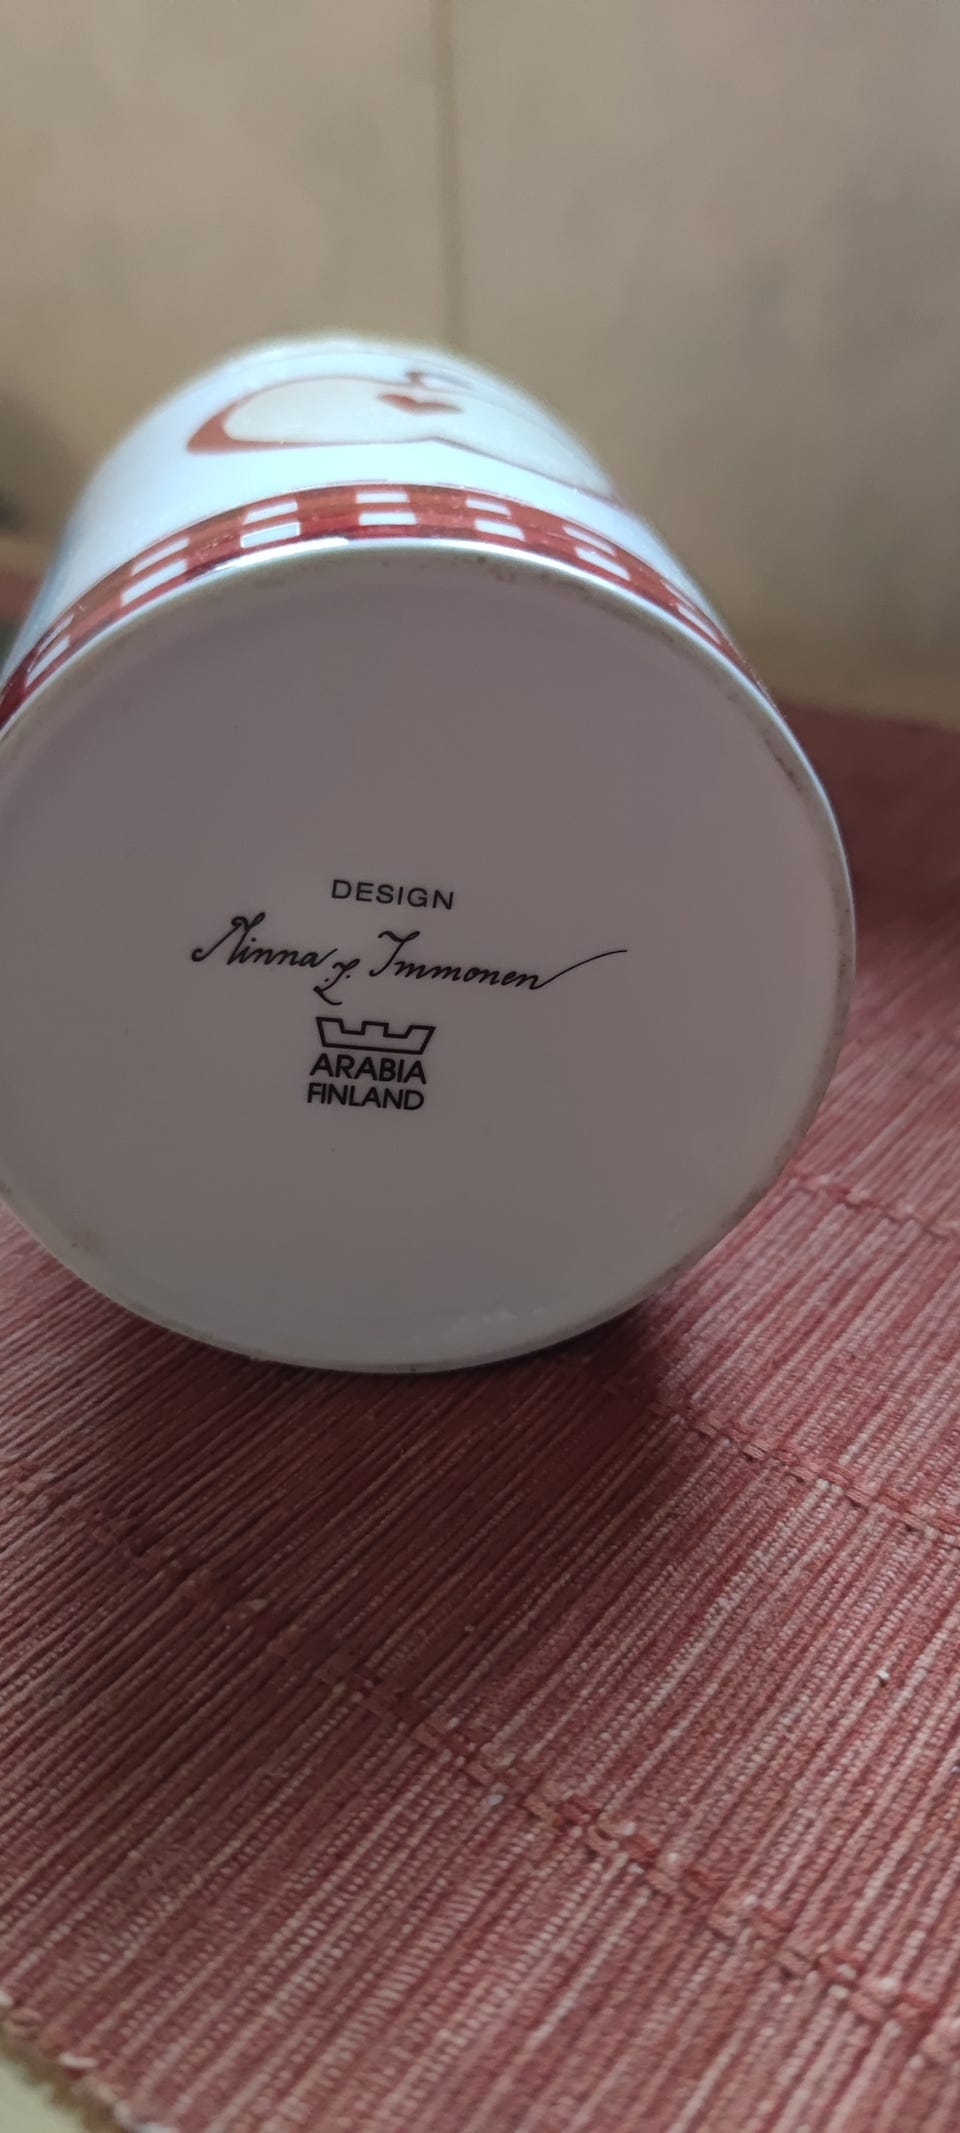 DESIGN
Ninna L. Immonen
ARABIA
FINLAND